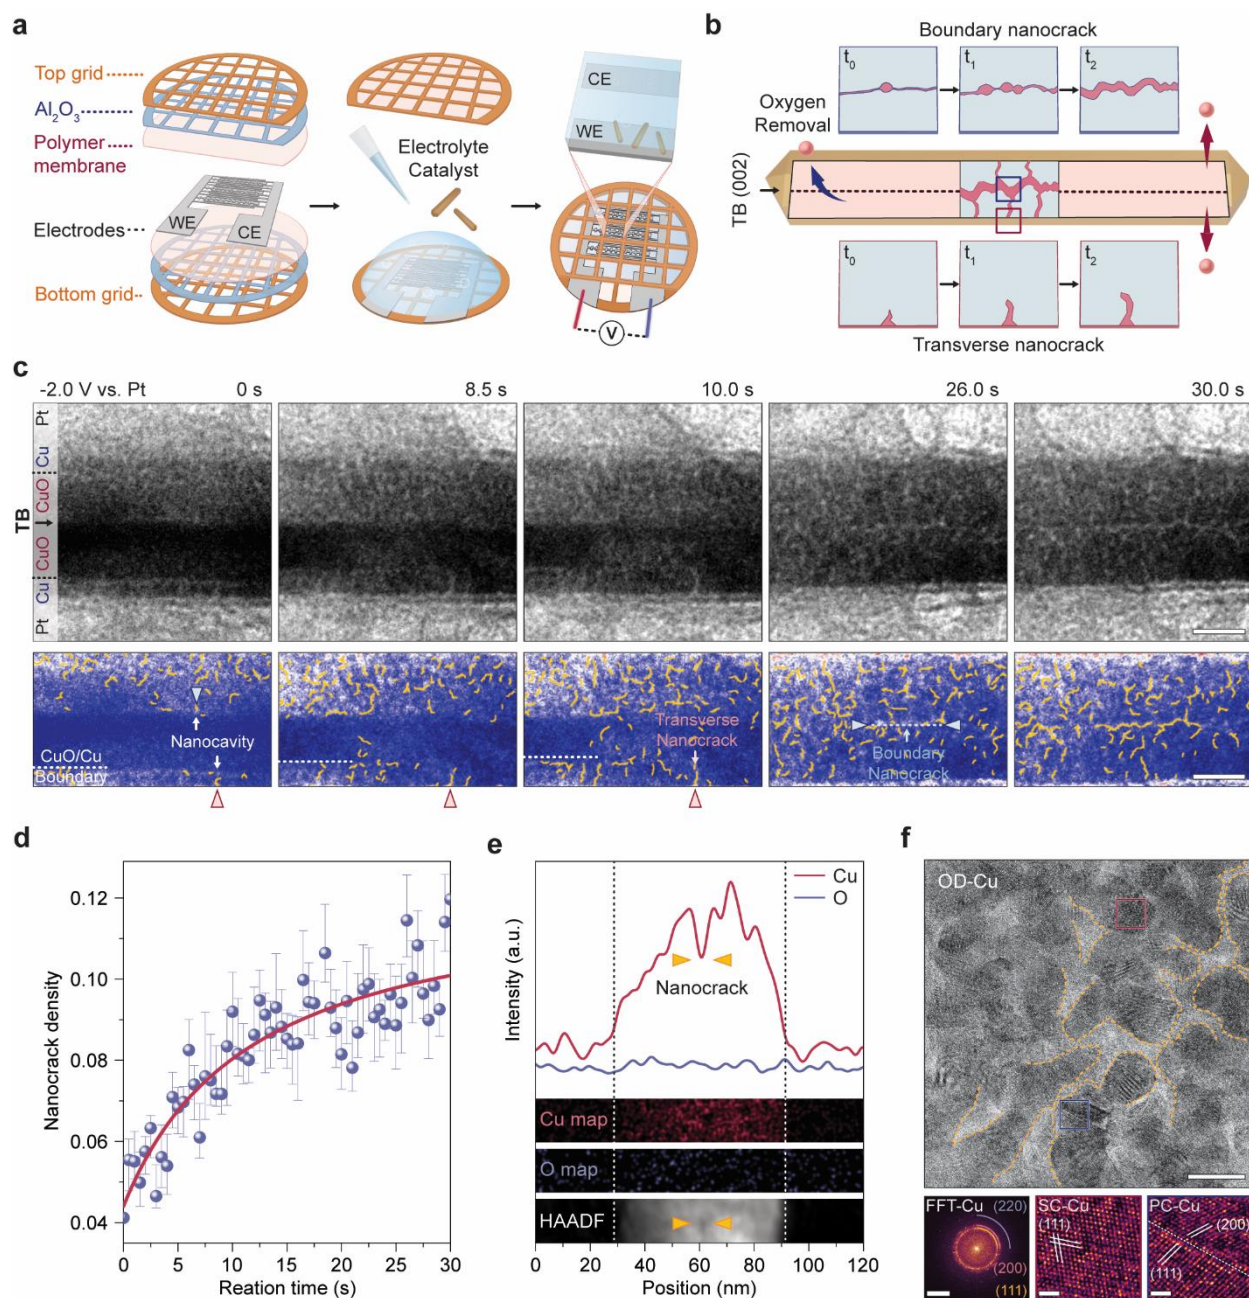 a
Top grid
Al2O3
Polymer
membrane
Electrodes
WE
CE
Bottom grid
Electrolyte
Catalyst
CE
WE
V
b
Boundary nanocrack
t0
t1
t2
Oxygen
Removal
TB (002)
t0
t1
t2
Transverse nanocrack
c
-2.0 V vs. Pt
0 s
8.5 s
10.0 s
26.0 s
30.0 s
TB
Pt
Cu
CuO
CuO
Cu
Pt
Nanocavity
CuO/Cu
Boundary
Transverse
Nanocrack
Boundary
Nanocrack
d
Nanocrack density
0.12
0.10
0.08
0.06
0.04
0
5
10
15
20
25
30
Reation time (s)
e
Intensity (a.u.)
Cu
O
Nanocrack
Cu map
O map
HAADF
0
20
40
60
80
100
120
Position (nm)
f
OD-Cu
FFT-Cu
(220)
(200)
(111)
SC-Cu
(111)
PC-Cu
(200)
(111)